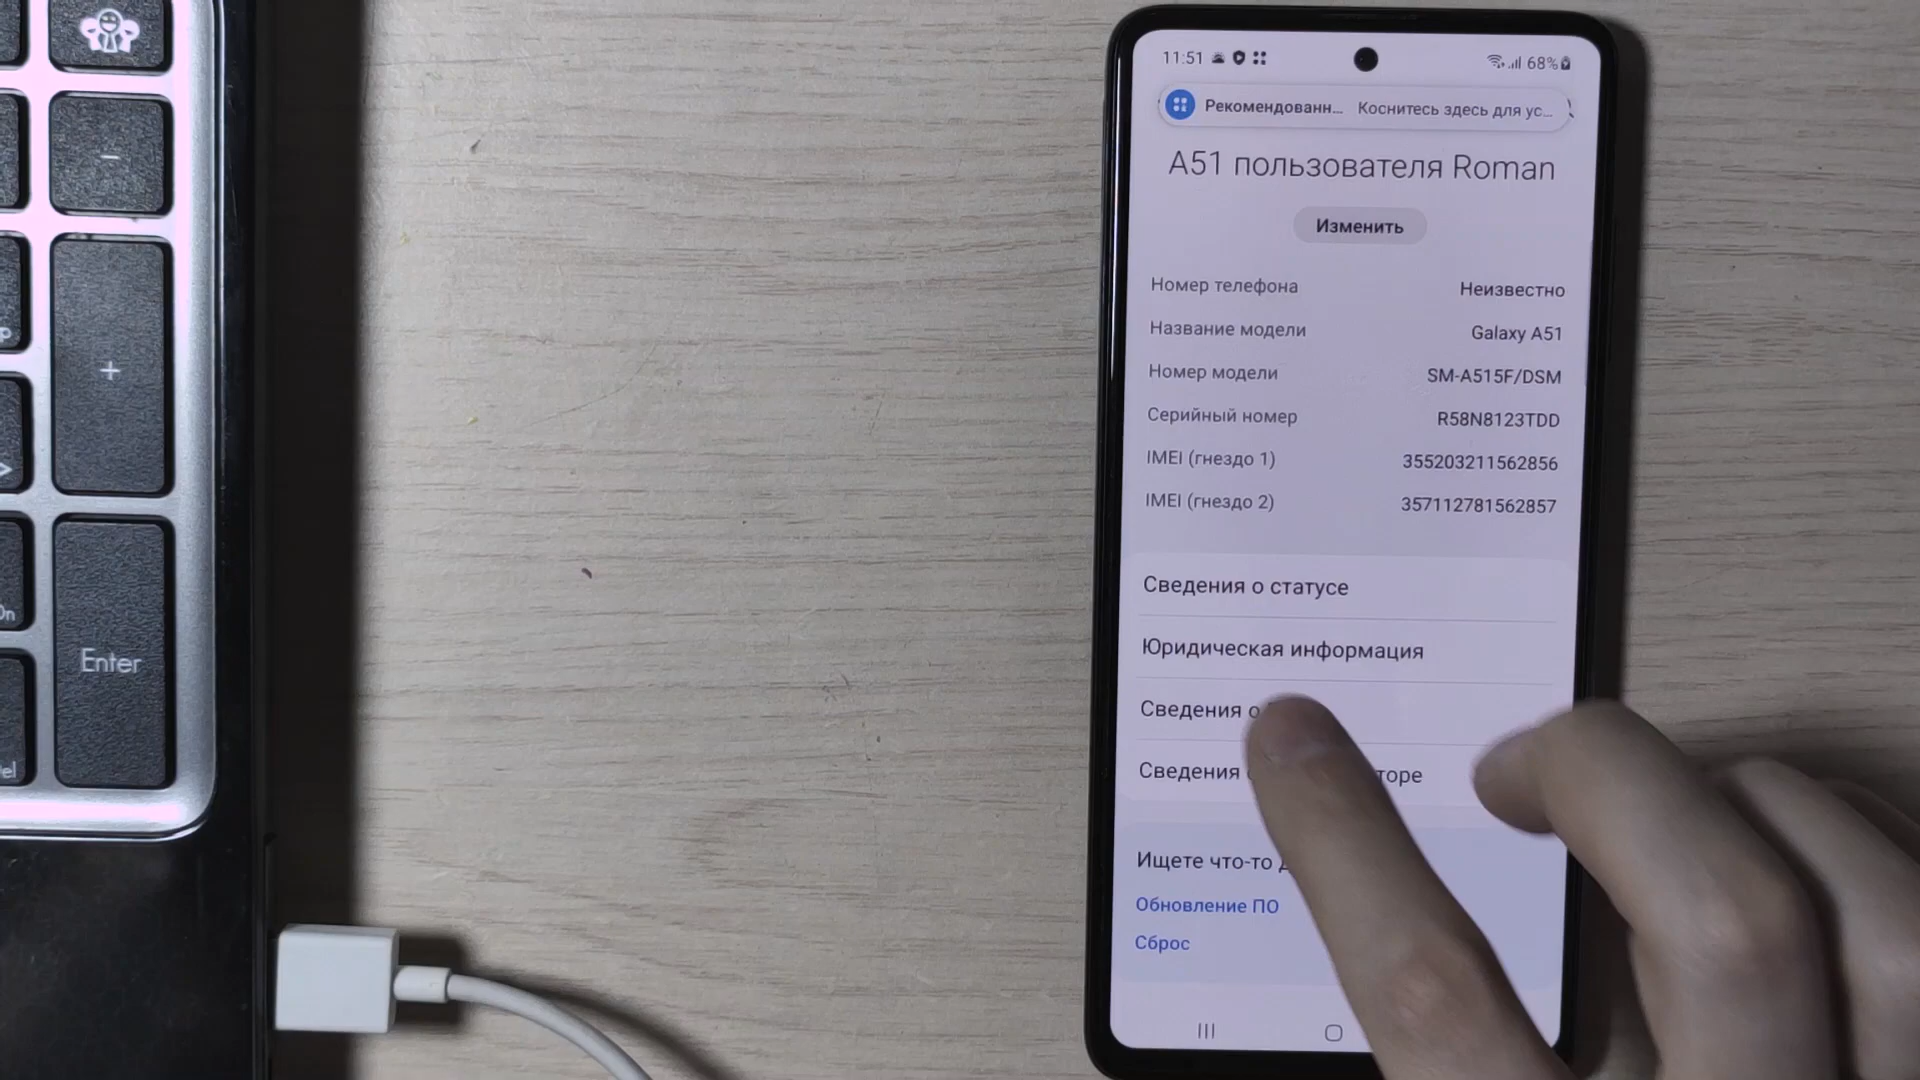 11:51 68%
Рекомендованн... Коснитесь здесь для ус...
A51 пользователя Roman
Изменить
Номер телефона Неизвестно
Название модели Galaxy A51
Номер модели SM-A515F/DSM
Серийный номер R58N8123TDD
IMEI (гнездо 1) 355203211562856
IMEI (гнездо 2) 357112781562857
Сведения о статусе
Юридическая информация
Сведения о
Сведения
Ищете что-то
Обновление ПО
Сброс
-
+
Enter